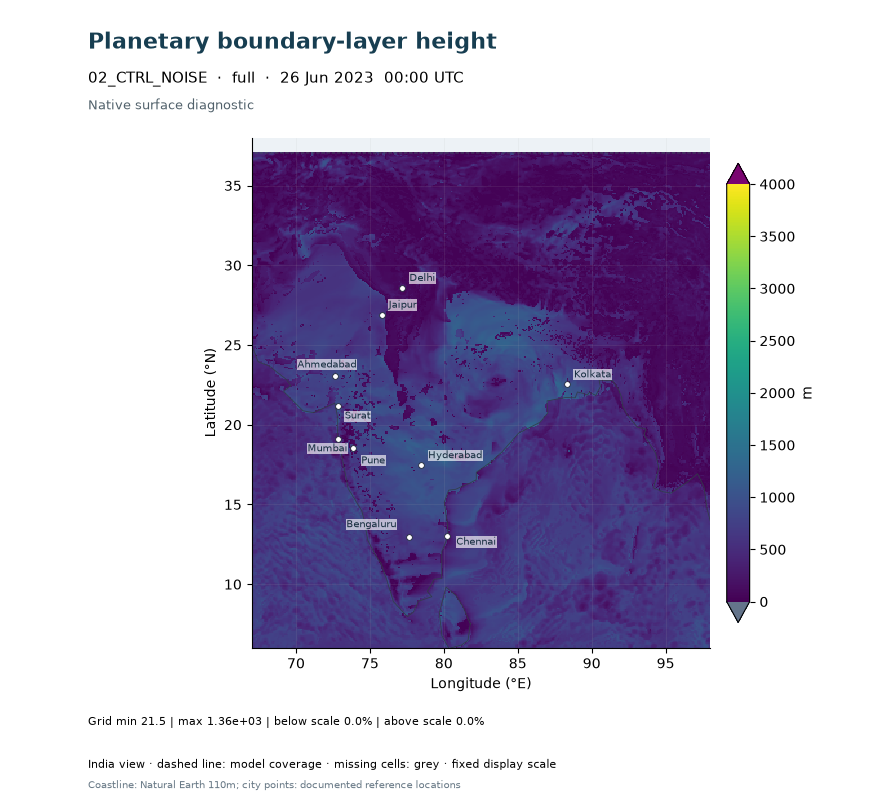 Planetary boundary-layer height
02_CTRL_NOISE · full · 26 Jun 2023 00:00 UTC
Native surface diagnostic
35
30
25
20
15
10
Latitude (°N)
70
75
80
85
90
95
Longitude (°E)
Delhi
Jaipur
Ahmedabad
Kolkata
Surat
Mumbai
Pune
Hyderabad
Bengaluru
Chennai
4000
3500
3000
2500
2000
1500
1000
500
0
m
Grid min 21.5 | max 1.36e+03 | below scale 0.0% | above scale 0.0%
India view · dashed line: model coverage · missing cells: grey · fixed display scale
Coastline: Natural Earth 110m; city points: documented reference locations